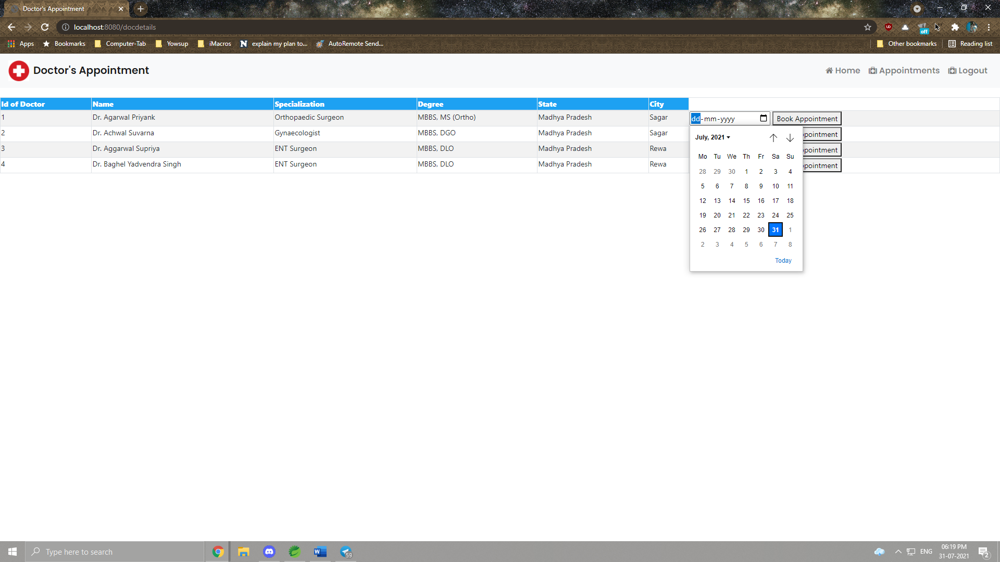 Doctor's Appointment
localhost:8080/docdetails
off
Apps Bookmarks Computer-Tab Yowsup iMacros explain my plan to... AutoRemote Send... Other bookmarks Reading list
Doctor's Appointment Home Appointments Logout
Id of Doctor Name Specialization Degree State City
1 Dr. Agarwal Priyank Orthopaedic Surgeon MBBS, MS (Ortho) Madhya Pradesh Sagar dd-mm-yyyy Book Appointment
2 Dr. Achwal Suvarna Gynaecologist MBBS, DGO Madhya Pradesh Sagar ppointment
3 Dr. Aggarwal Supriya ENT Surgeon MBBS, DLO Madhya Pradesh Rewa ppointment
4 Dr. Baghel Yadvendra Singh ENT Surgeon MBBS, DLO Madhya Pradesh Rewa ppointment
July, 2021
Mo Tu We Th Fr Sa Su
28 29 30 1 2 3 4
5 6 7 8 9 10 11
12 13 14 15 16 17 18
19 20 21 22 23 24 25
26 27 28 29 30 31 1
2 3 4 5 6 7 8
Today
Type here to search
59
ENG
06:19 PM
31-07-2021
2